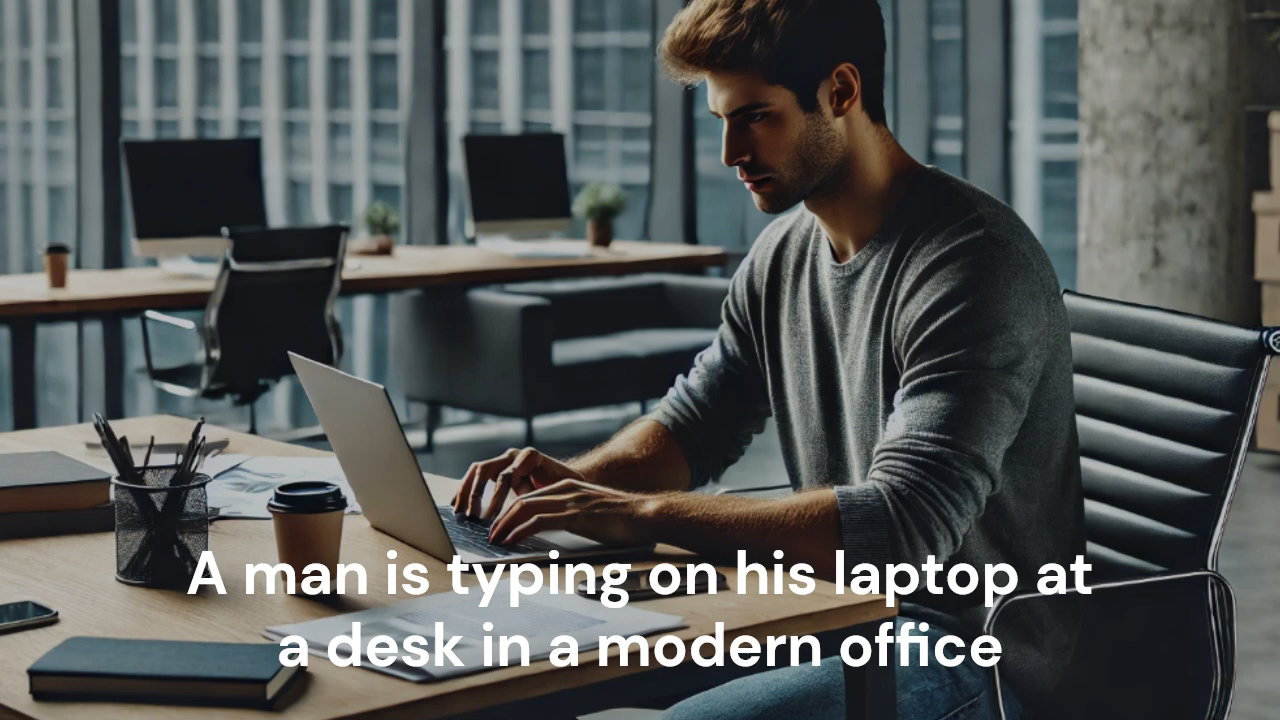 A man is typing on his laptop at
a desk in a modern office